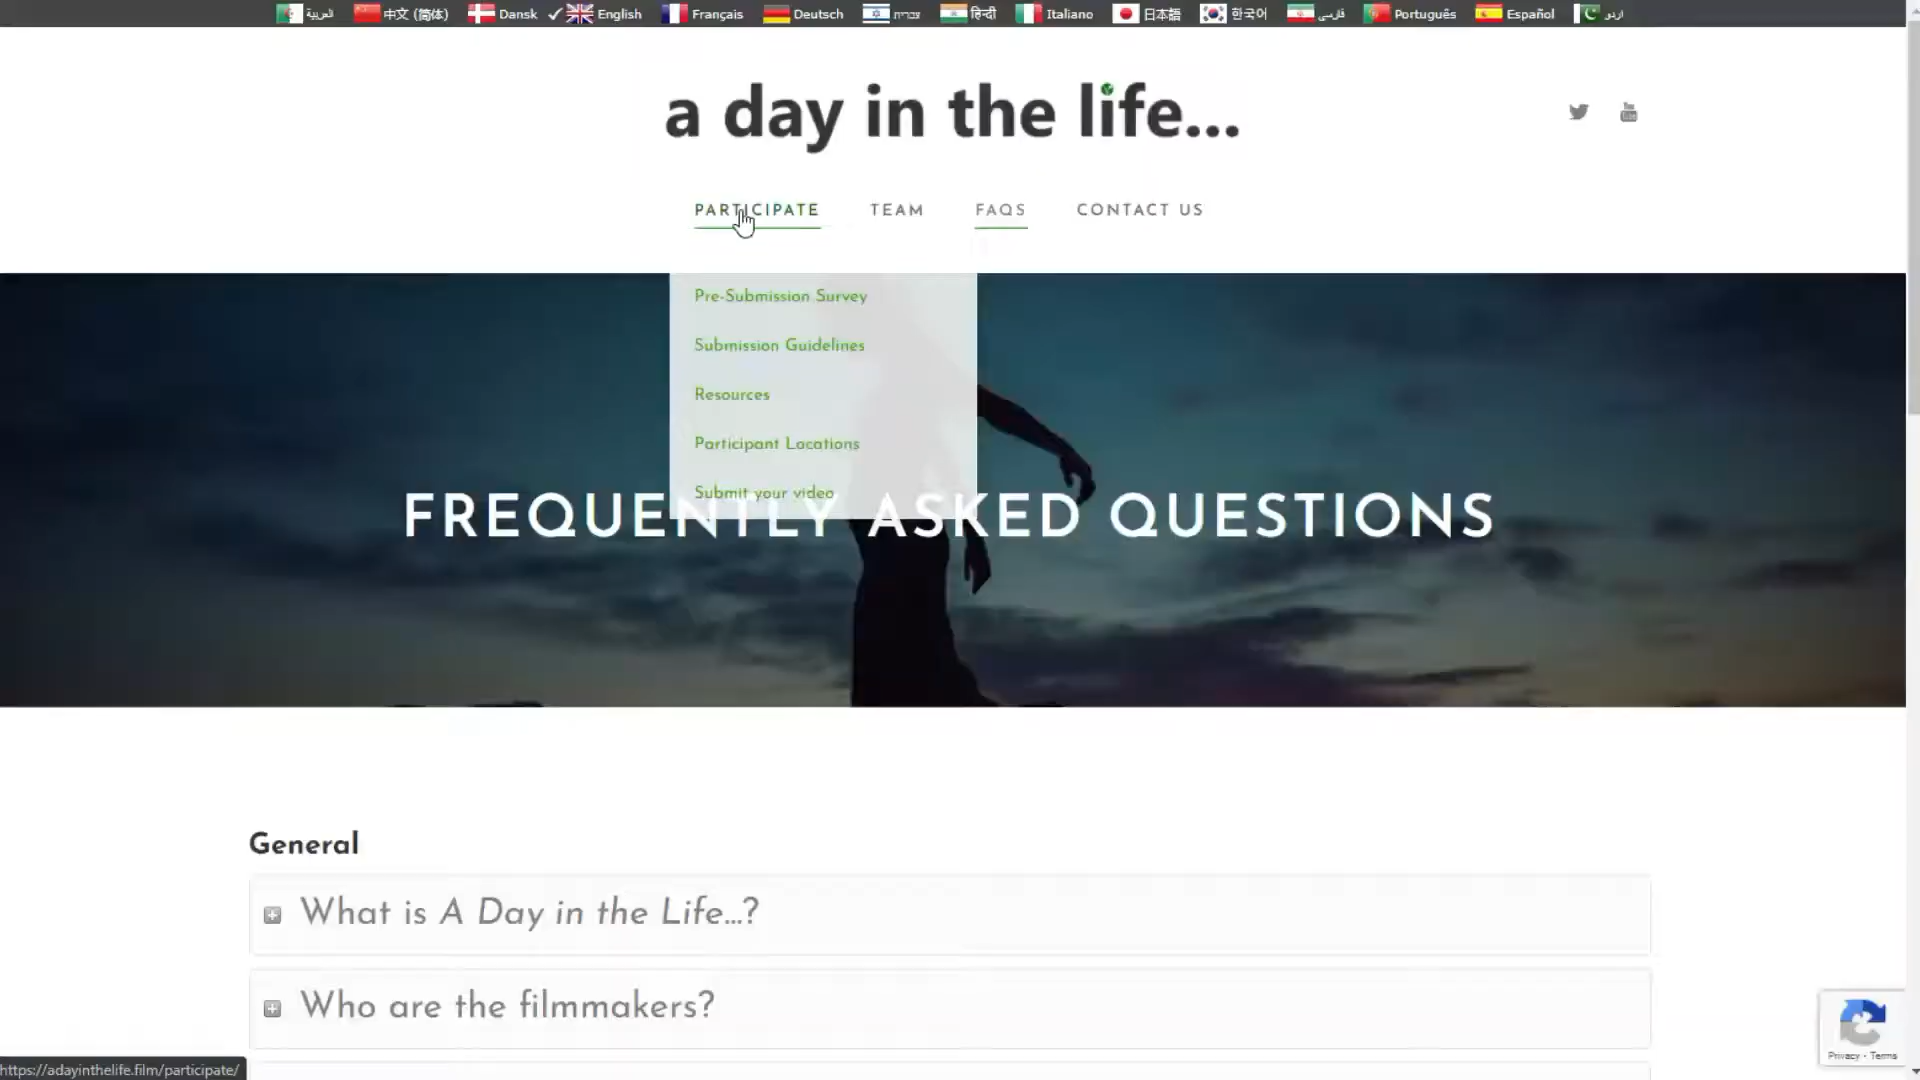 العربية 中文 (简体) Dansk English Français Deutsch עברית हिन्दी Italiano 日本語 한국어 فارسی Português Español اردو
a day in the life...
You Tube
PARTICIPATE TEAM FAQS CONTACT US
Pre-Submission Survey
Submission Guidelines
Resources
Participant Locations
Submit your video
FREQUENTLY ASKED QUESTIONS
General
What is A Day in the Life...?
Who are the filmmakers?
Privacy - Terms
https://adayinthelife.film/participate/